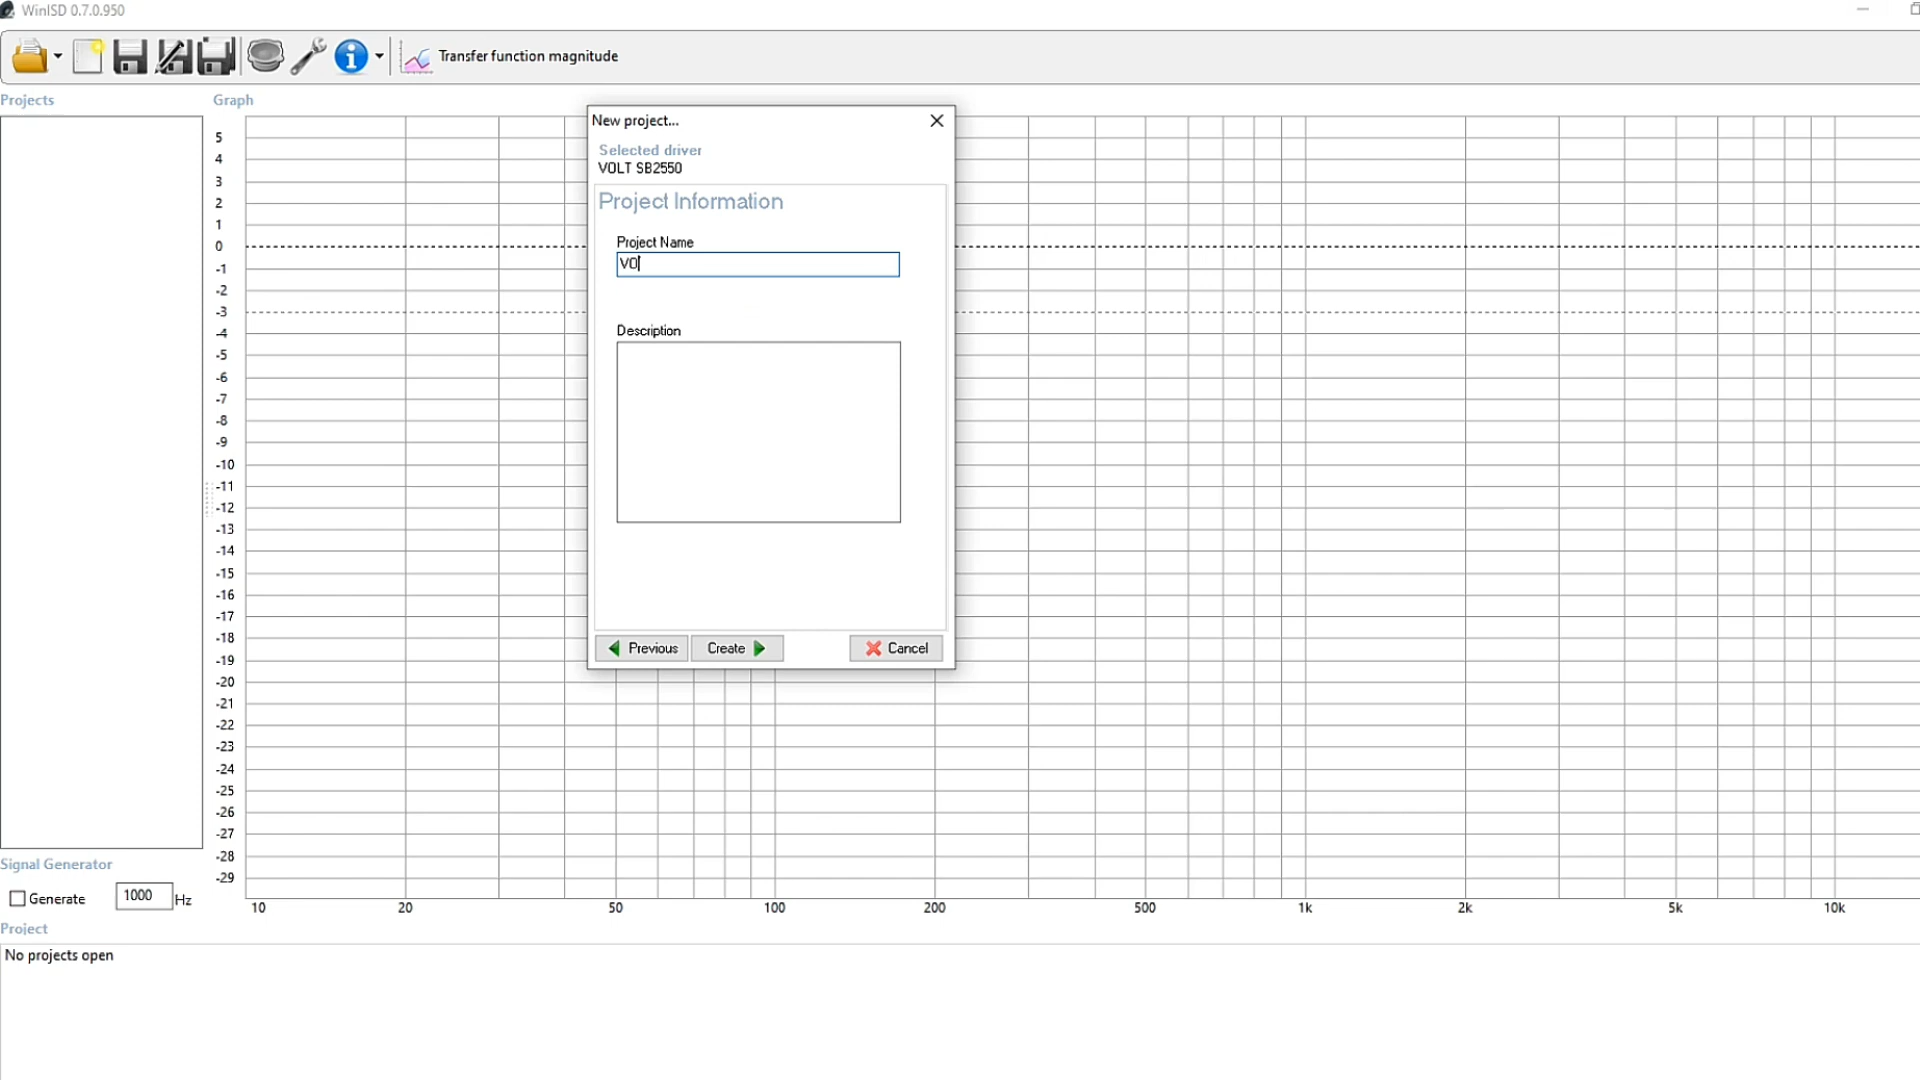 WinISD 0.7.0.950
Transfer function magnitude
Projects
Graph
New project...
Selected driver
VOLT SB2550
Project Information
Project Name
VO
Description
Previous
Create
Cancel
5
4
3
2
1
0
-1
-2
-3
-4
-5
-6
-7
-8
-9
-10
-11
-12
-13
-14
-15
-16
-17
-18
-19
-20
-21
-22
-23
-24
-25
-26
-27
-28
-29
10 20 50 100 200 500 1k 2k 5k 10k
Signal Generator
Generate 1000 Hz
Project
No projects open